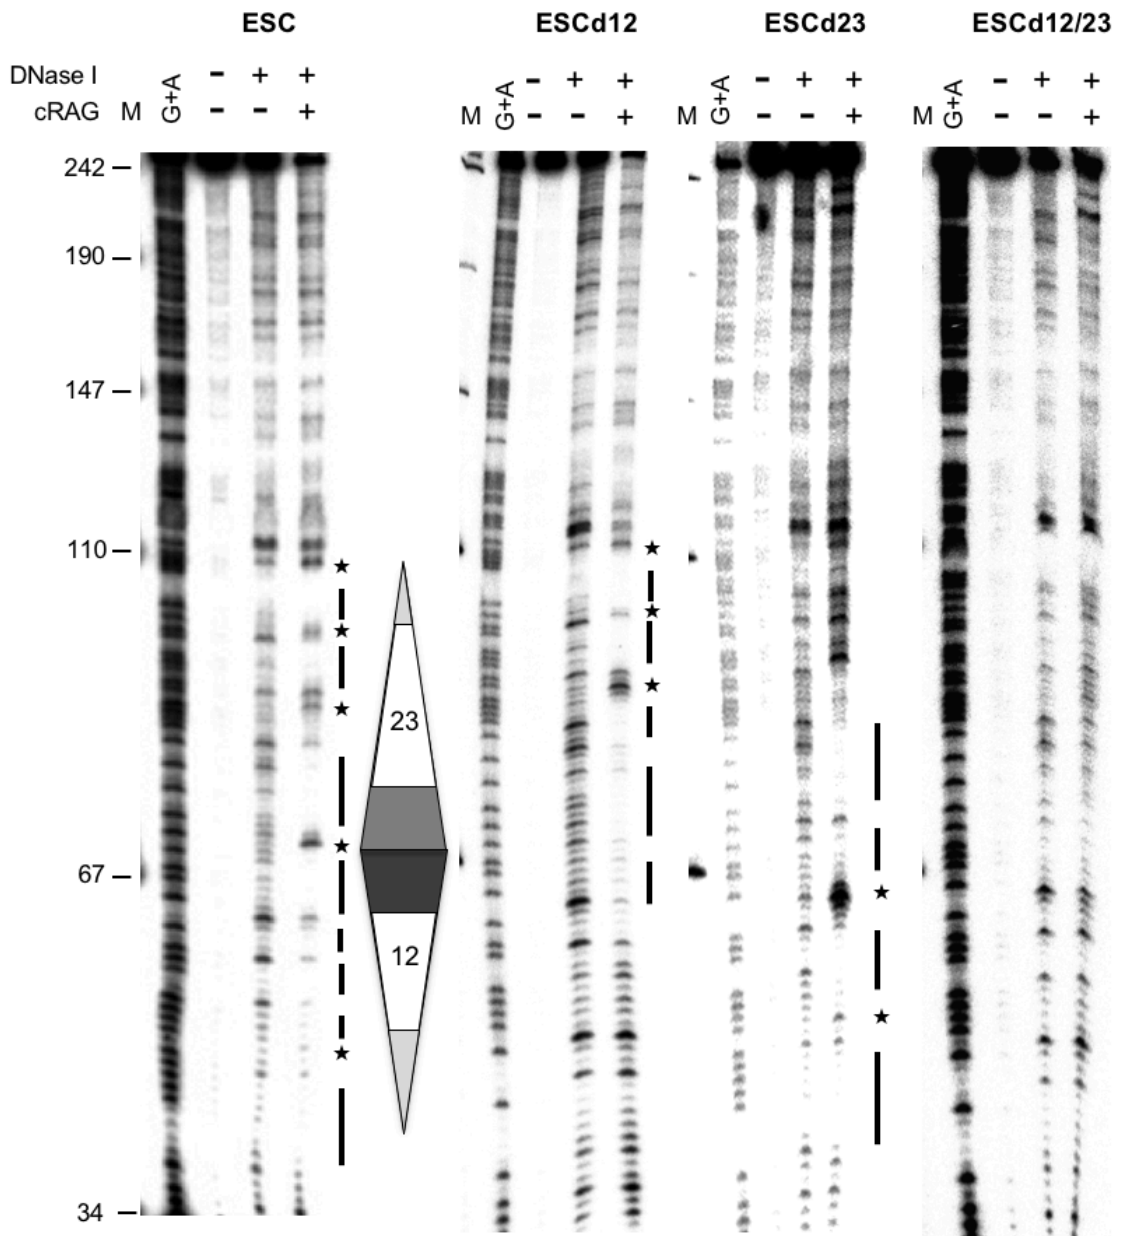 ESC ESCd12 ESCd23 ESCd12/23
DNase I - + + - + + - + + - + +
cRAG M G+A - - + M G+A - - + M G+A - - + M G+A - - +
242
190
147
110
23
67
12
34